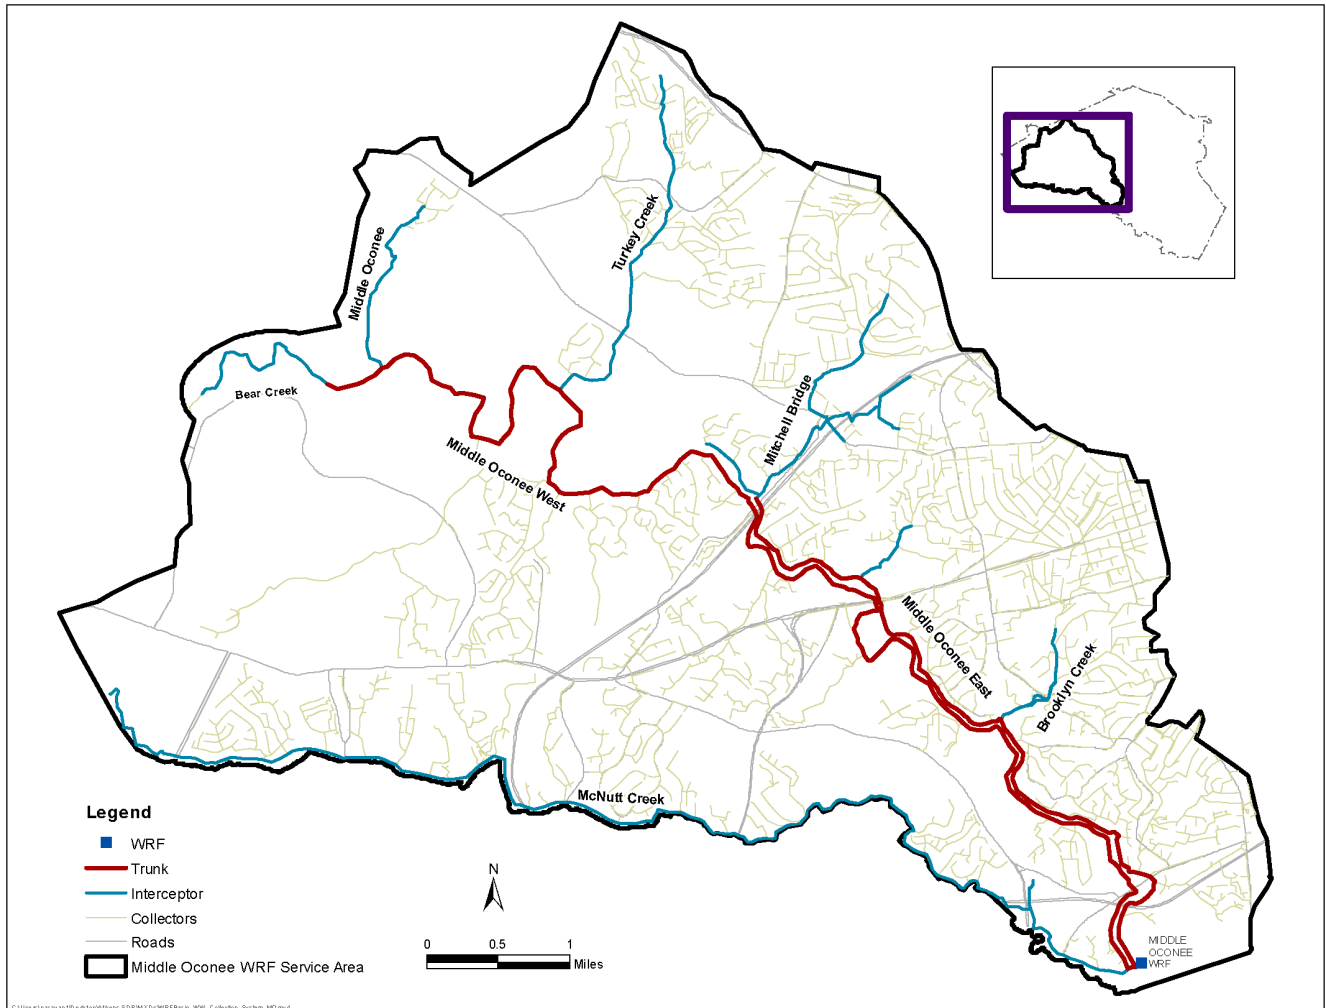 Turkey Creek
Middle Oconee
Bear Creek
Mitchell Bridge
Middle Oconee West
Middle Oconee East
Brooklyn Creek
McNutt Creek
Legend
WRF
Trunk
Interceptor
Collectors
Roads
Middle Oconee WRF Service Area
N
0 0.5 1
Miles
MIDDLE
OCONEE
WRF